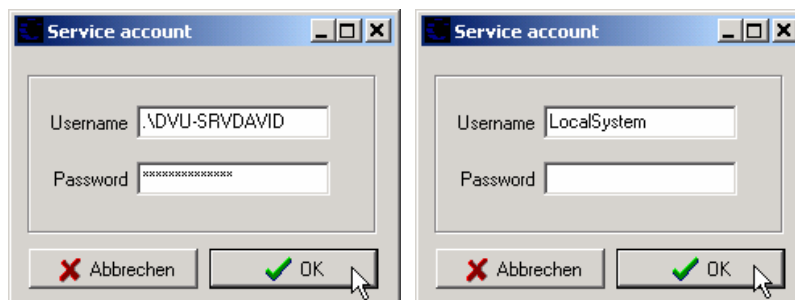 Service account
Username .\DVU-SRVDAVID
Password **************
Abbrechen OK
Service account
Username LocalSystem
Password
Abbrechen OK